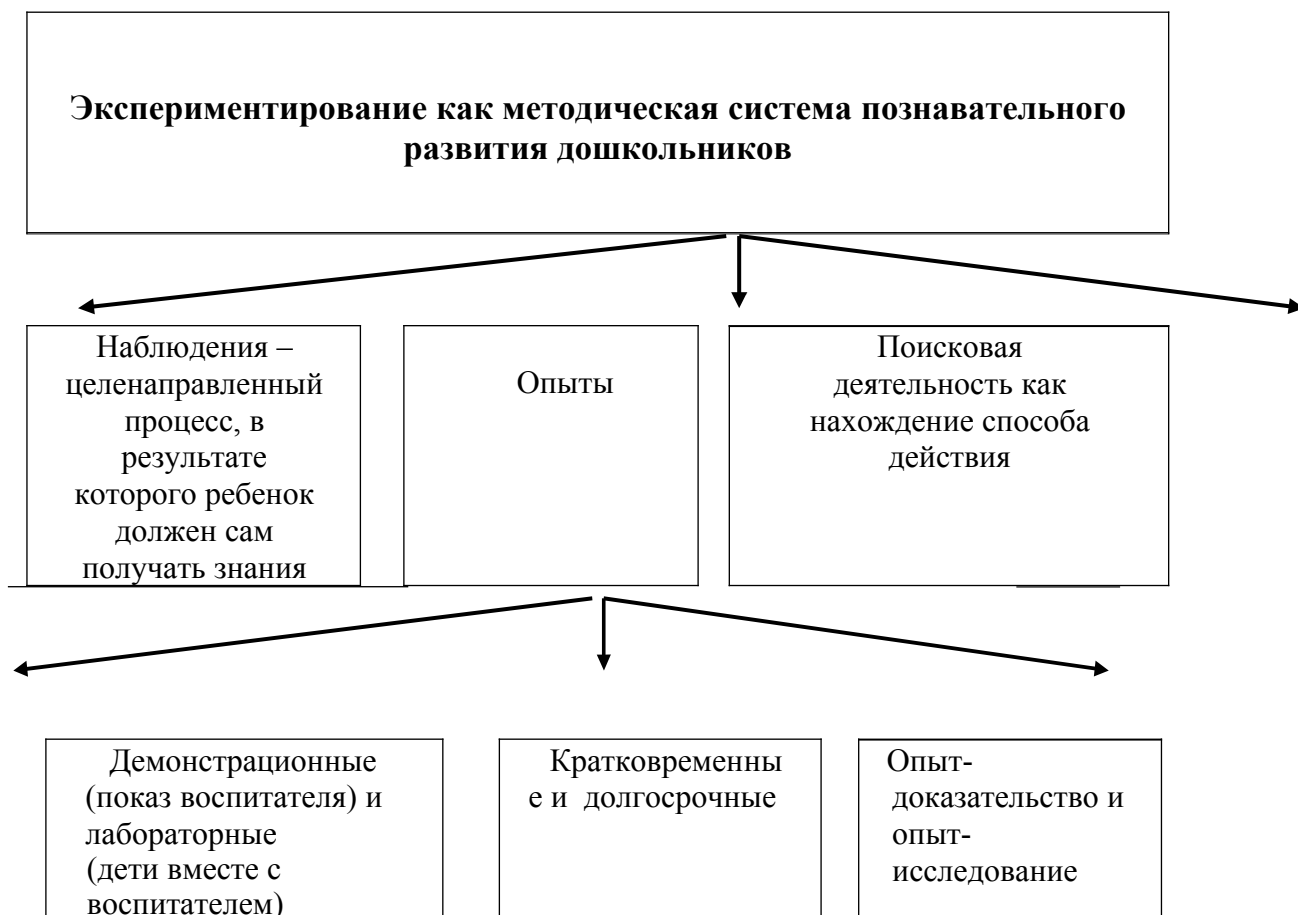 Экспериментирование как методическая система познавательного
развития дошкольников
Наблюдения –
целенаправленный
процесс, в
результате
которого ребенок
должен сам
получать знания
Опыты
Поисковая
деятельность как
нахождение способа
действия
Демонстрационные
(показ воспитателя) и
лабораторные
(дети вместе с
воспитателем)
Кратковременны
е и долгосрочные
Опыт-
доказательство и
опыт-
исследование